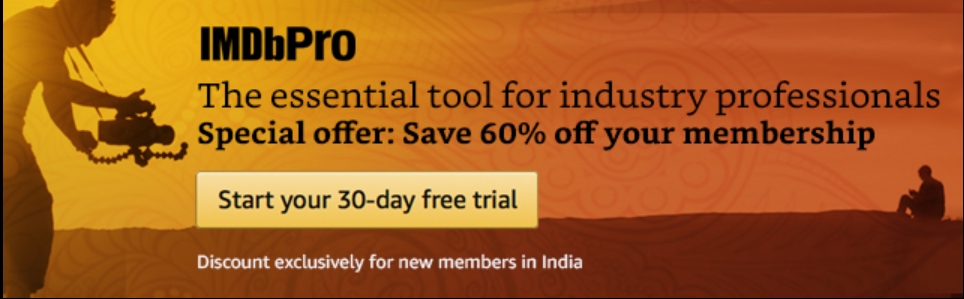 IMDbPro
The essential tool for industry professionals
Special offer: Save 60% off your membership
Start your 30-day free trial
Discount exclusively for new members in India